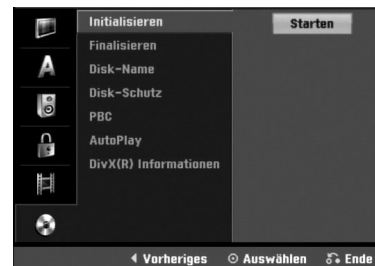 Initialisieren
Starten
Finalisieren
Disk-Name
Disk-Schutz
PBC
AutoPlay
DivX(R) Informationen
Vorheriges
Auswählen
Ende